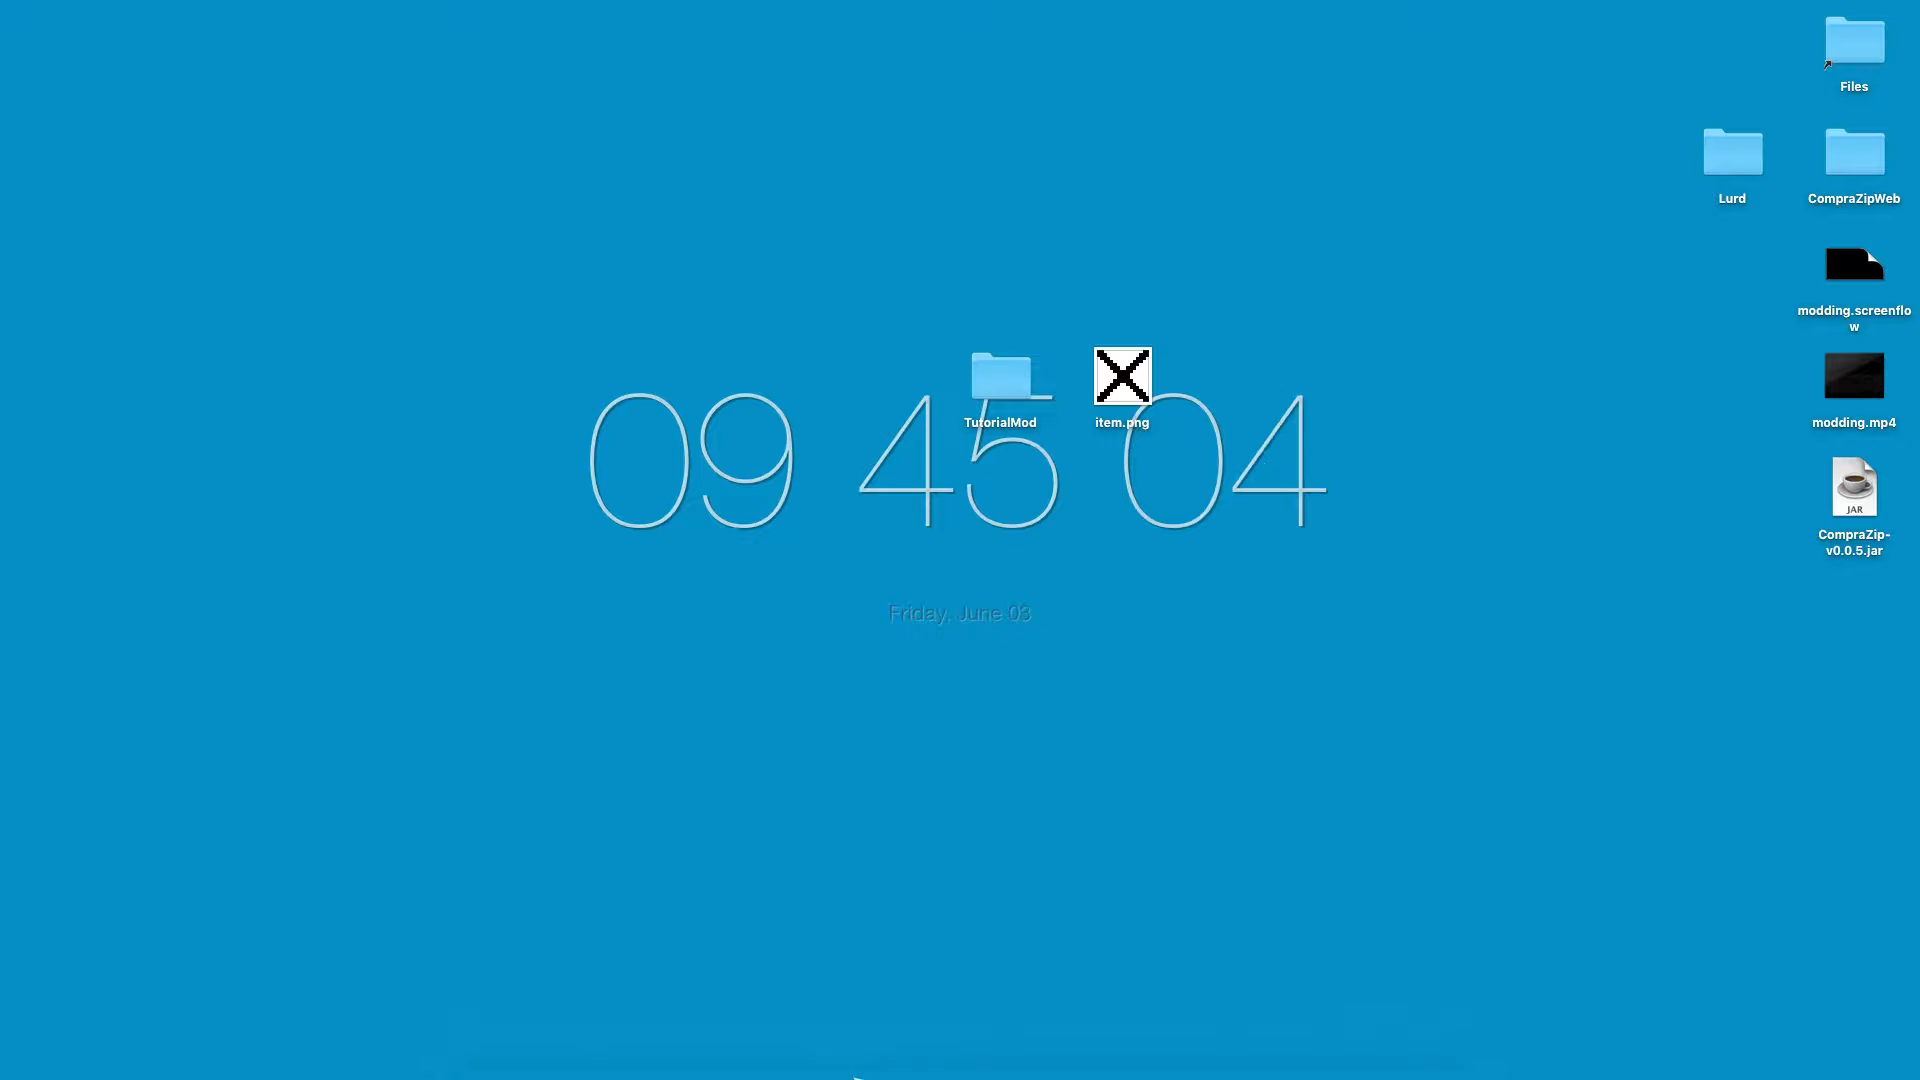 Files
Lurd
CompraZipWeb
modding.screenflo
w
TutorialMod
item.png
modding.mp4
09 45 04
JAR
CompraZip-
v0.0.5.jar
Friday, June 03